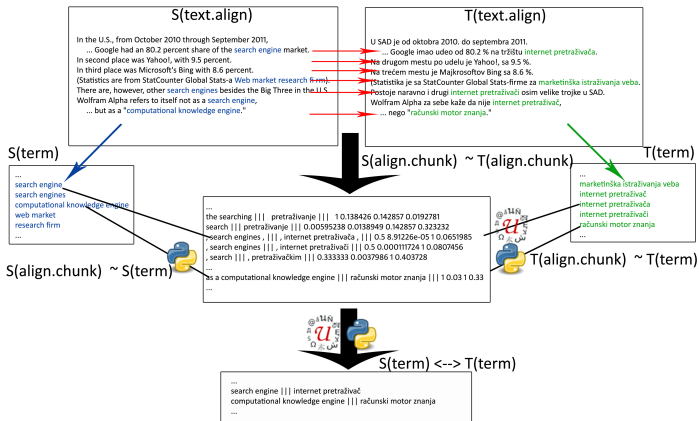 S(text.align)
T(text.align)
In the U.S., from October 2010 through September 2011,
... Google had an 80.2 percent share of the search engine market.
In second place was Yahoo!, with 9.5 percent.
In third place was Microsoft's Bing with 8.6 percent.
(Statistics are from StatCounter Global Stats-a Web market research firm).
There are, however, other search engines besides the Big Three in the U.S
Wolfram Alpha refers to itself not as a search engine,
... but as a "computational knowledge engine."
U SAD je od oktobra 2010. do septembra 2011.
... Google imao udeo od 80.2 % na tržištu internet pretraživača.
Na drugom mestu po udelu je Yahoo!, sa 9.5 %.
Na trećem mestu je Majkrosoftov Bing sa 8.6 %.
(Statistika je sa StatCounter Global Stats-firme za marketinška istraživanja veba.
Postoje naravno i drugi internet pretraživači osim velike trojke u SAD.
Wolfram Alpha za sebe kaže da nije internet pretraživač,
... nego "računski motor znanja."
S(term)
S(align.chunk) ~ T(align.chunk)
T(term)
...
search engine
search engines
computational knowledge engine
web market
research firm
...
...
marketinška istraživanja veba
internet pretraživač
internet pretraživača
internet pretraživači
računski motor znanja
...
...
the searching ||| pretraživanje ||| 1 0.138426 0.142857 0.0192781
search ||| pretraživanje ||| 0.00595238 0.0138949 0.142857 0.323232
, search engines , ||| , internet pretraživača , ||| 0.5 8.91226e-05 1 0.0651985
, search engines ||| , internet pretraživači ||| 0.5 0.000111724 1 0.0807456
, search ||| , pretraživačkim ||| 0.333333 0.0037986 1 0.403728
...
as a computational knowledge engine ||| računski motor znanja ||| 1 0.03 1 0.33
...
S(align.chunk) ~ S(term)
T(align.chunk) ~ T(term)
S(term) <--> T(term)
...
search engine ||| internet pretraživač
computational knowledge engine ||| računski motor znanja
...